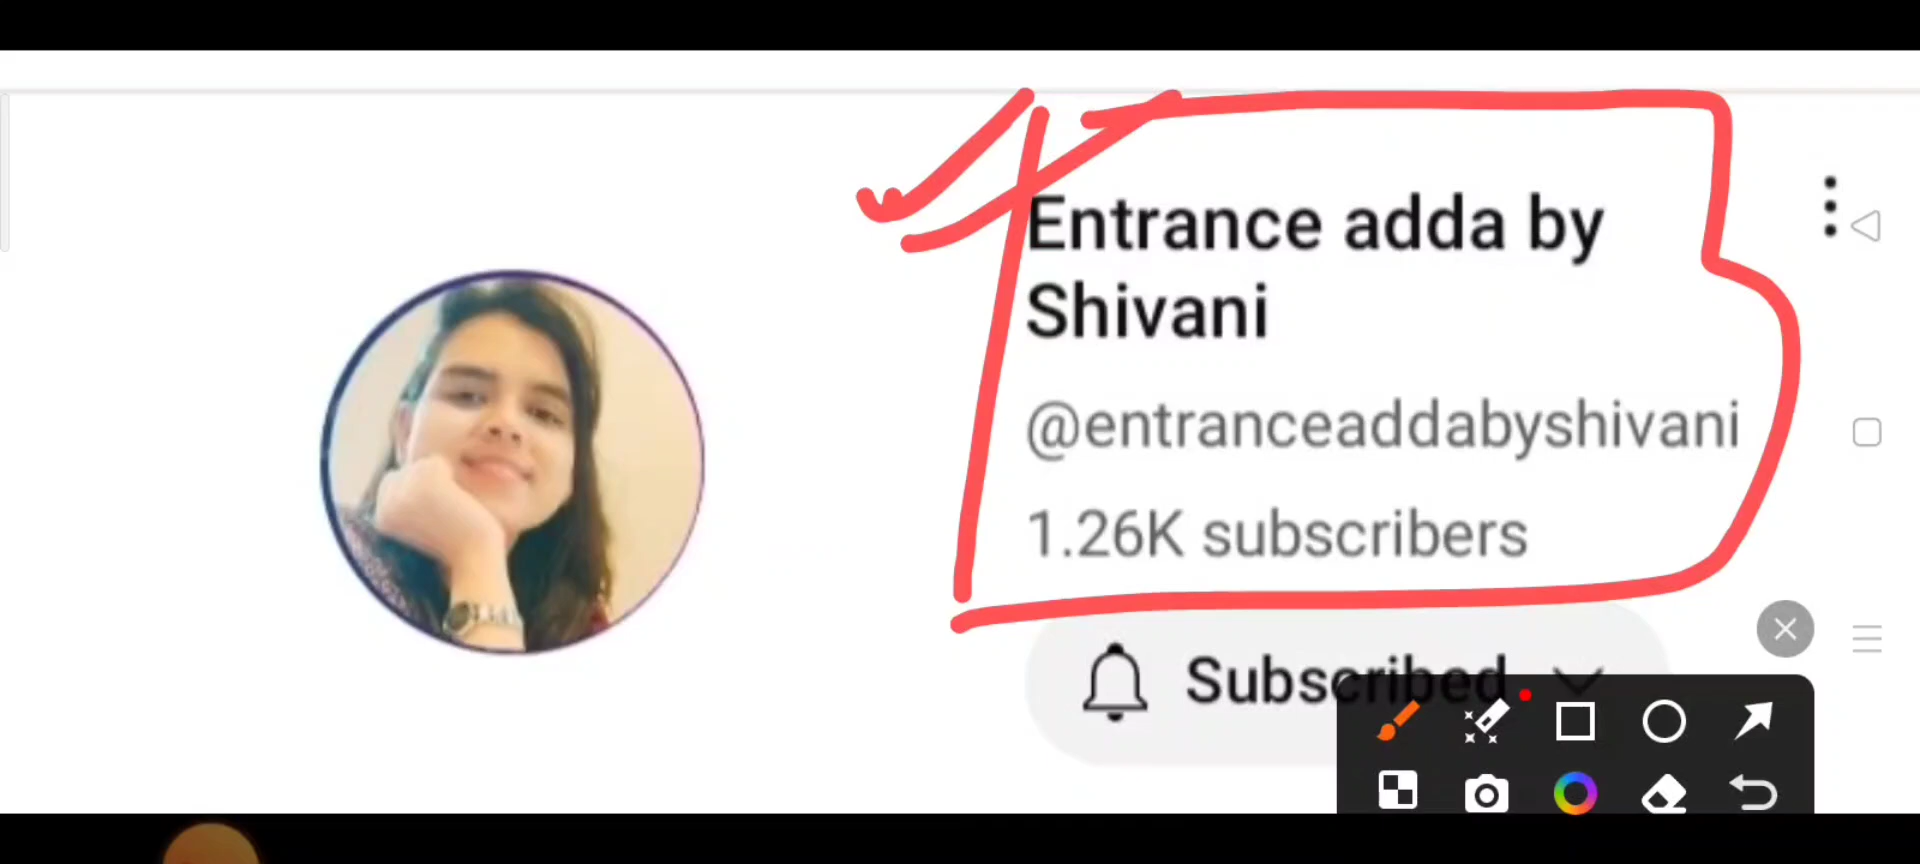 Entrance adda by
Shivani
@entranceaddabyshivani
1.26K subscribers
Subscribed